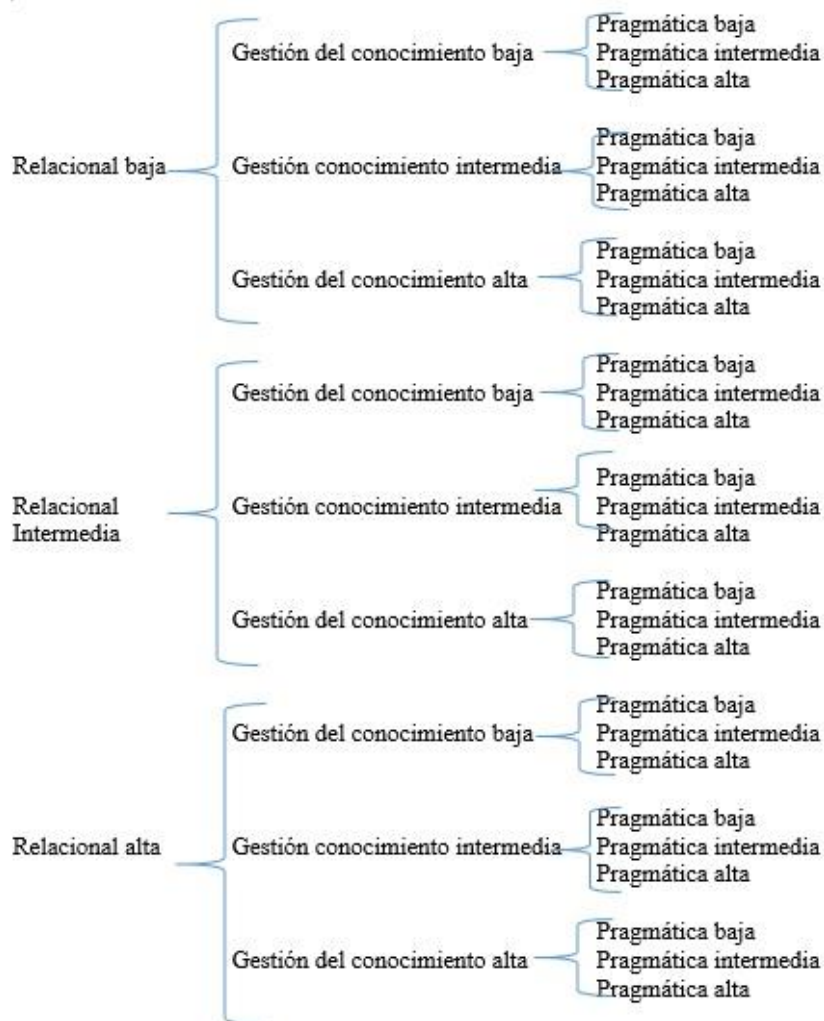 Relacional baja
Gestión del conocimiento baja
Pragmática baja
Pragmática intermedia
Pragmática alta
Gestión conocimiento intermedia
Pragmática baja
Pragmática intermedia
Pragmática alta
Gestión del conocimiento alta
Pragmática baja
Pragmática intermedia
Pragmática alta
Relacional
Intermedia
Gestión del conocimiento baja
Pragmática baja
Pragmática intermedia
Pragmática alta
Gestión conocimiento intermedia
Pragmática baja
Pragmática intermedia
Pragmática alta
Gestión del conocimiento alta
Pragmática baja
Pragmática intermedia
Pragmática alta
Relacional alta
Gestión del conocimiento baja
Pragmática baja
Pragmática intermedia
Pragmática alta
Gestión conocimiento intermedia
Pragmática baja
Pragmática intermedia
Pragmática alta
Gestión del conocimiento alta
Pragmática baja
Pragmática intermedia
Pragmática alta